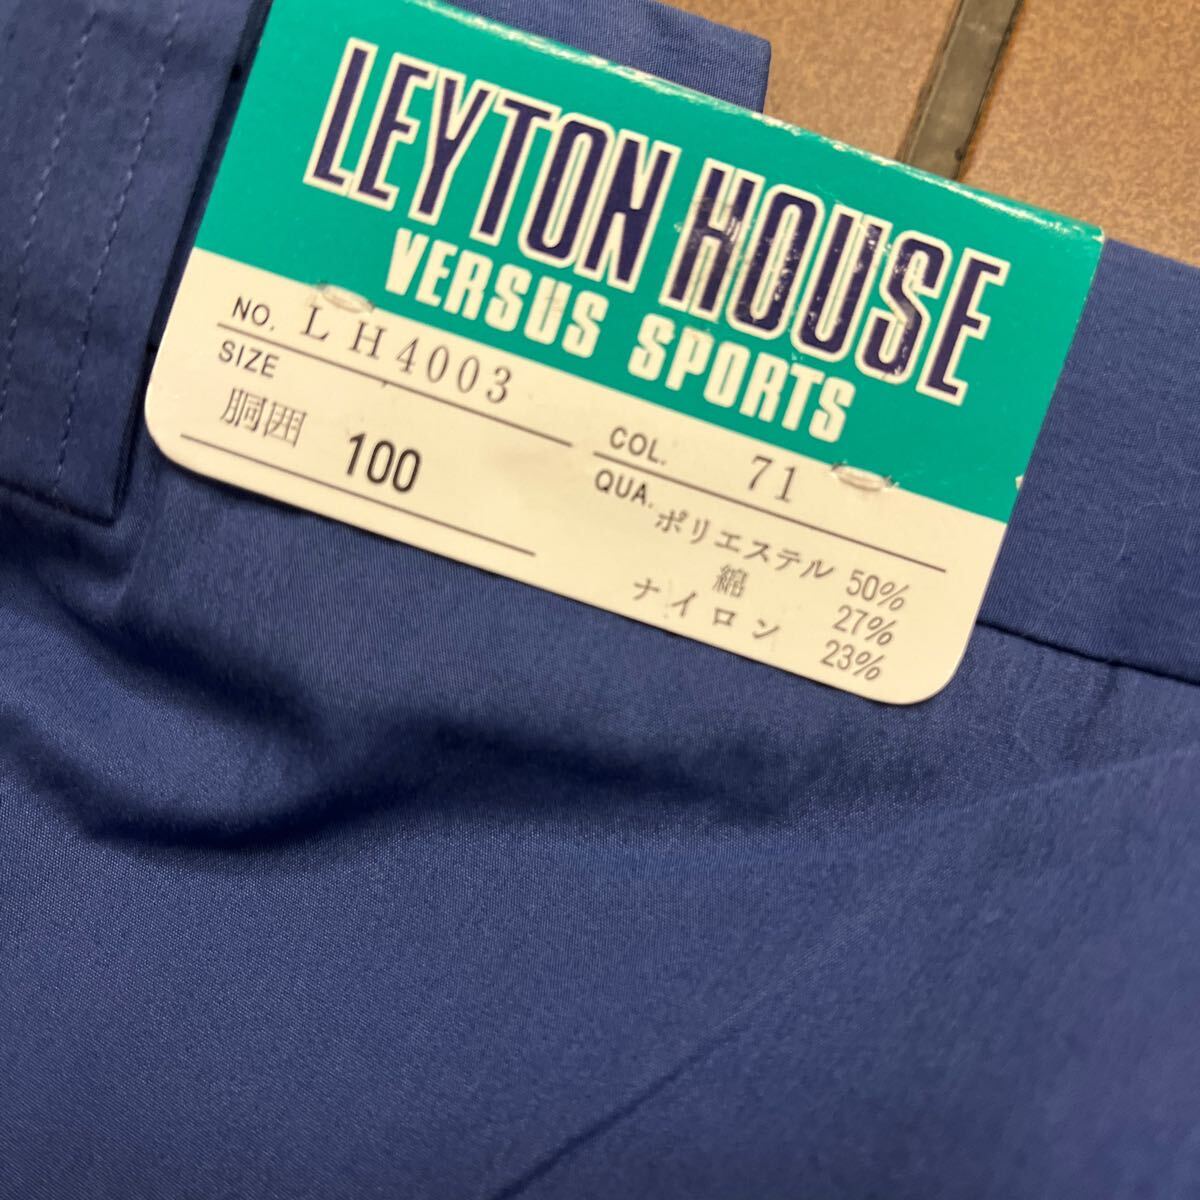 LEYTON HOUSE
VERSUS SPORTS
NO. LH4003
SIZE
胴囲 100
COL. 71
QUA. ポリエステル 50%
綿 27%
ナイロン 23%